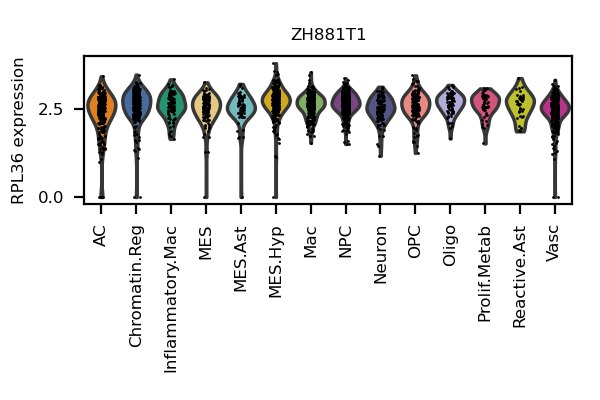 ZH881T1
RPL36 expression
2.5
0.0
AC
Chromatin.Reg
Inflammatory.Mac
MES
MES.Ast
MES.Hyp
Mac
NPC
Neuron
OPC
Oligo
Prolif.Metab
Reactive.Ast
Vasc